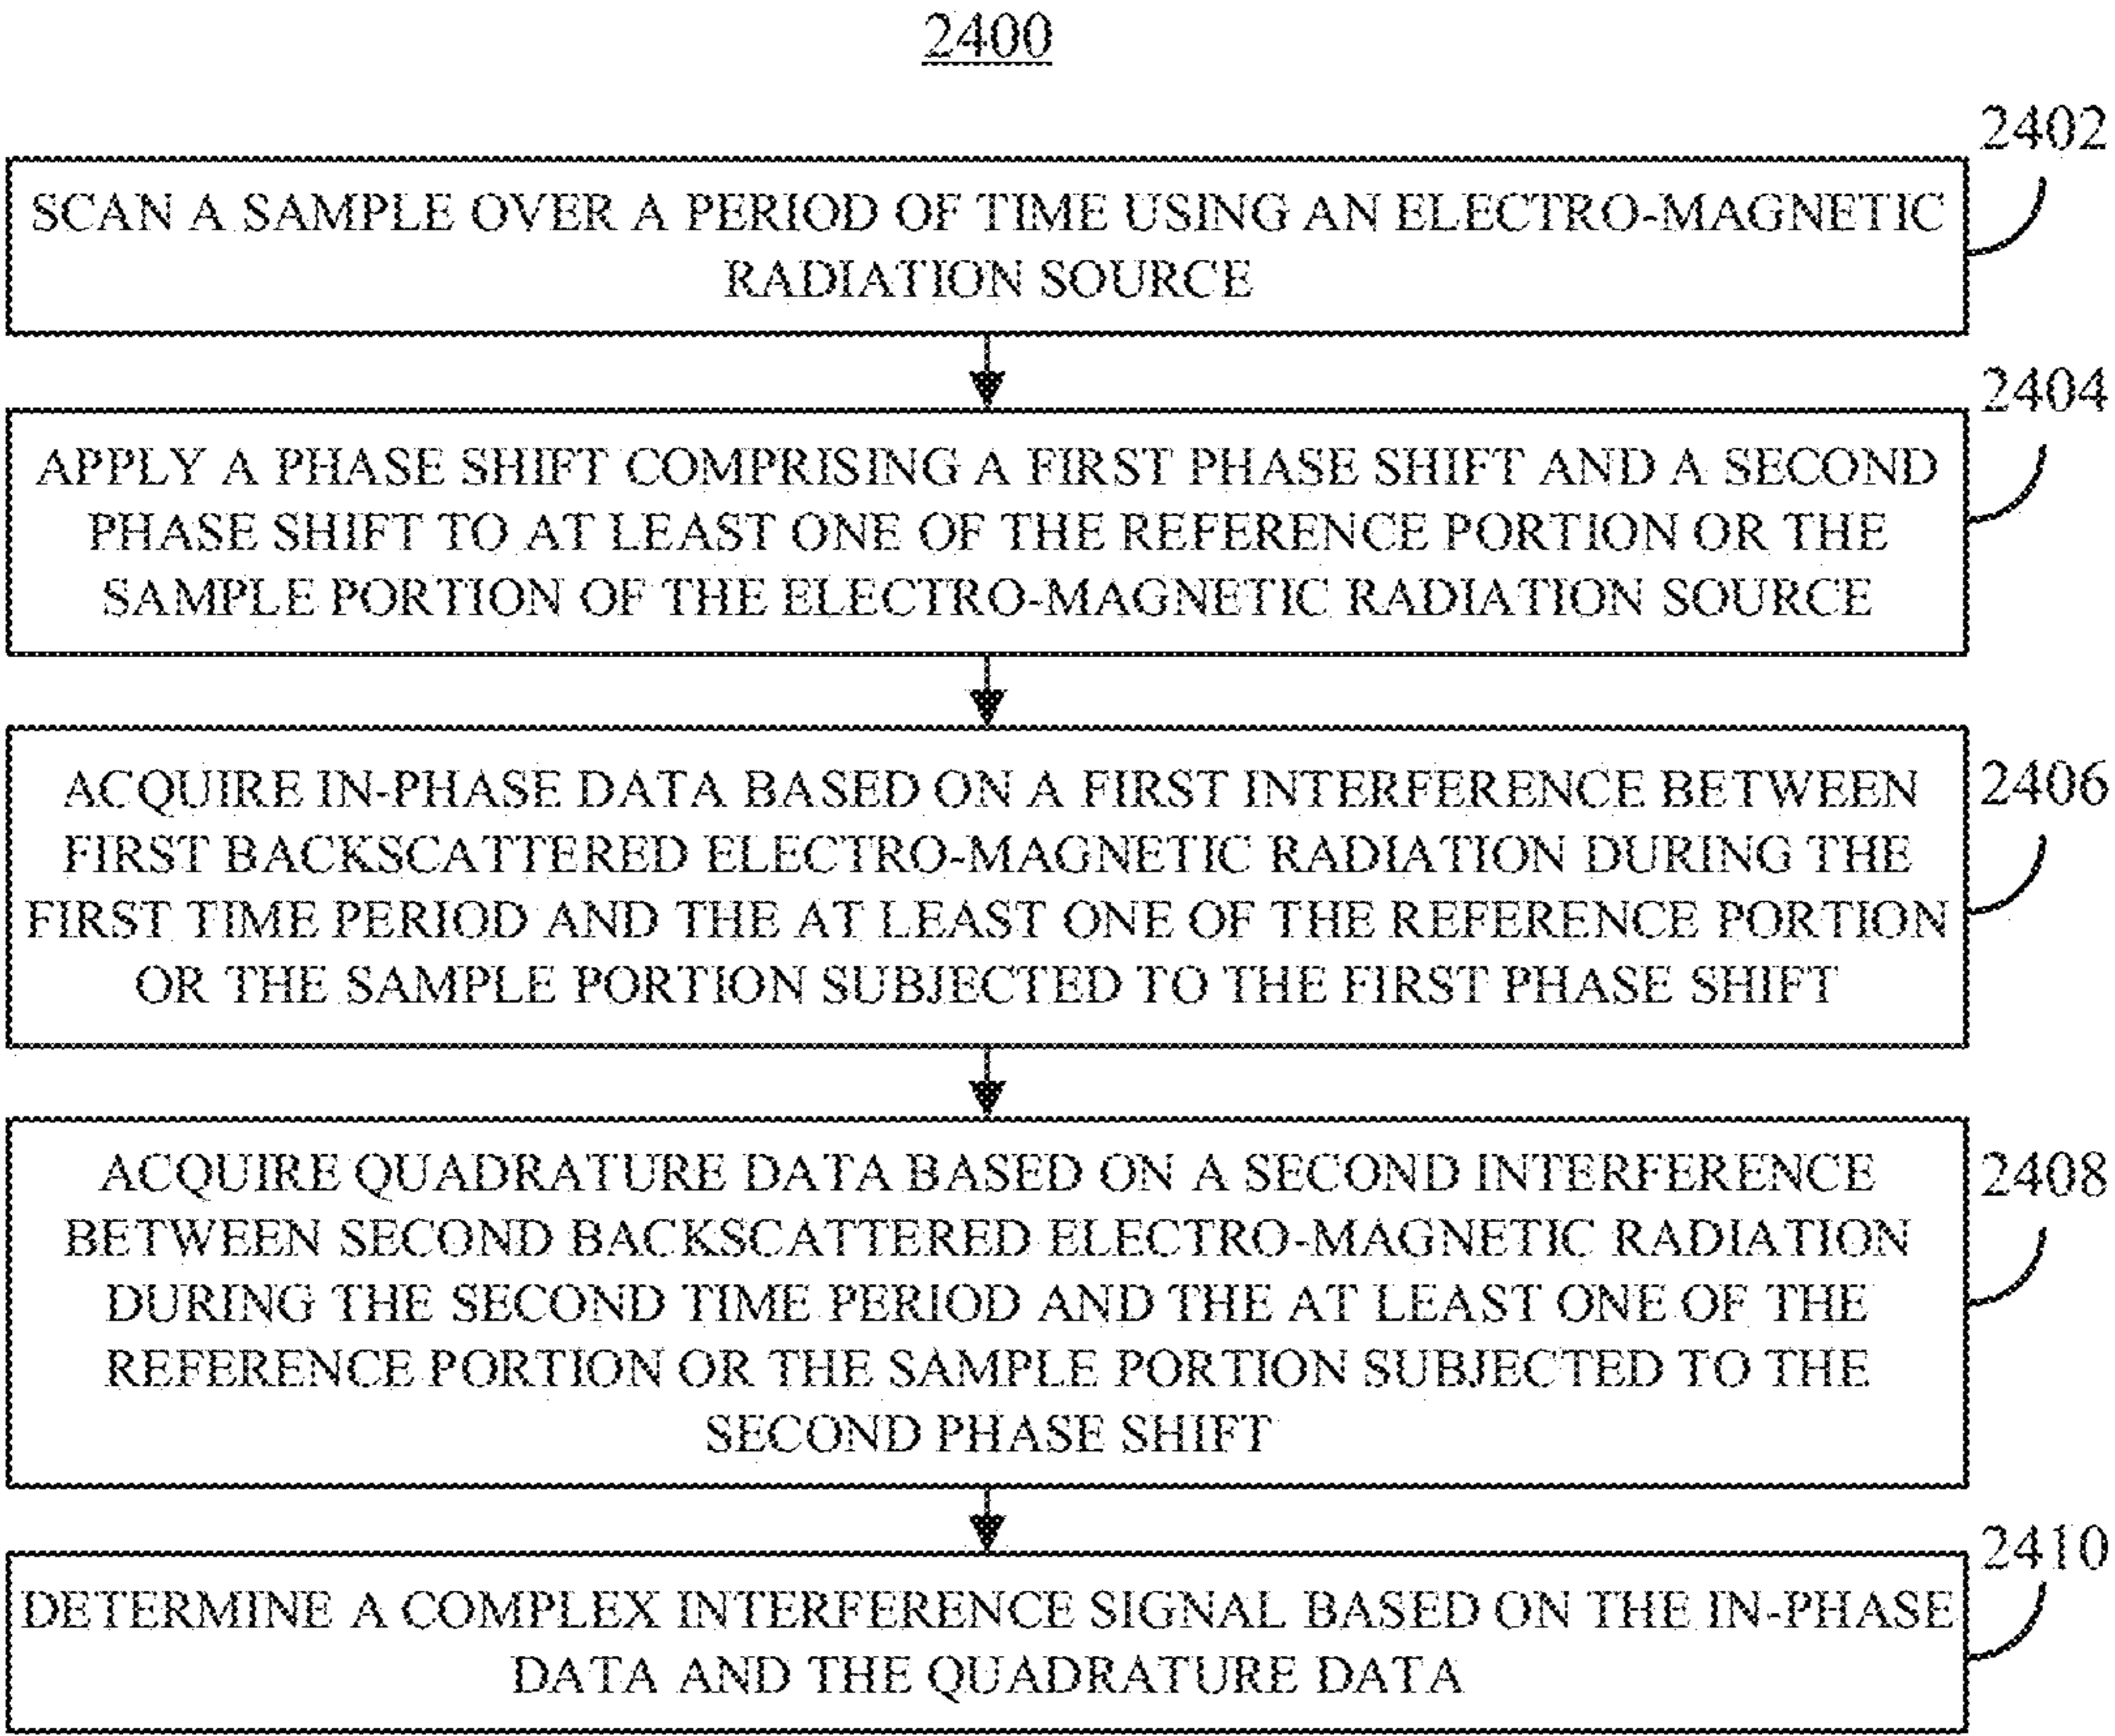 2400
2402
SCAN A SAMPLE OVER A PERIOD OF TIME USING AN ELECTRO-MAGNETIC
RADIATION SOURCE
2404
APPLY A PHASE SHIFT COMPRISING A FIRST PHASE SHIFT AND A SECOND
PHASE SHIFT TO AT LEAST ONE OF THE REFERENCE PORTION OR THE
SAMPLE PORTION OF THE ELECTRO-MAGNETIC RADIATION SOURCE
2406
ACQUIRE IN-PHASE DATA BASED ON A FIRST INTERFERENCE BETWEEN
FIRST BACKSCATTERED ELECTRO-MAGNETIC RADIATION DURING THE
FIRST TIME PERIOD AND THE AT LEAST ONE OF THE REFERENCE PORTION
OR THE SAMPLE PORTION SUBJECTED TO THE FIRST PHASE SHIFT
2408
ACQUIRE QUADRATURE DATA BASED ON A SECOND INTERFERENCE
BETWEEN SECOND BACKSCATTERED ELECTRO-MAGNETIC RADIATION
DURING THE SECOND TIME PERIOD AND THE AT LEAST ONE OF THE
REFERENCE PORTION OR THE SAMPLE PORTION SUBJECTED TO THE
SECOND PHASE SHIFT
2410
DETERMINE A COMPLEX INTERFERENCE SIGNAL BASED ON THE IN-PHASE
DATA AND THE QUADRATURE DATA